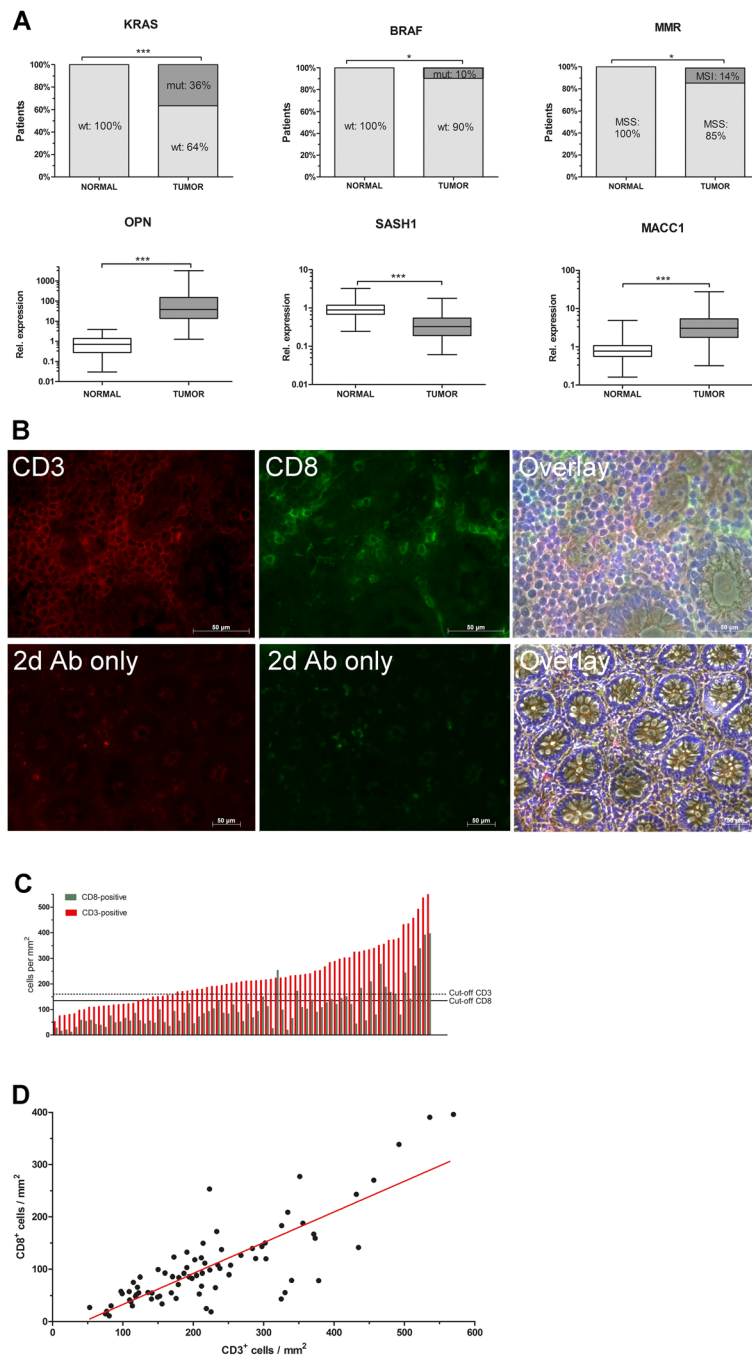 A
KRAS
***
Patients
100%
80%
60%
40%
20%
0%
wt: 100%
mut: 36%
wt: 64%
NORMAL
TUMOR
BRAF
*
Patients
100%
80%
60%
40%
20%
0%
wt: 100%
mut: 10%
wt: 90%
NORMAL
TUMOR
MMR
*
Patients
100%
80%
60%
40%
20%
0%
MSS:
100%
MSI: 14%
MSS:
85%
NORMAL
TUMOR
OPN
***
Rel. expression
1000
100
10
1
0.1
0.01
NORMAL
TUMOR
SASH1
***
Rel. expression
10
1
0.1
0.01
NORMAL
TUMOR
MACC1
***
Rel. expression
100
10
1
0.1
NORMAL
TUMOR
B
CD3
50 µm
CD8
50 µm
Overlay
50 µm
2d Ab only
50 µm
2d Ab only
50 µm
Overlay
50 µm
C
CD8-positive
CD3-positive
cells per mm²
500
400
300
200
100
0
Cut-off CD3
Cut-off CD8
D
CD8⁺ cells / mm²
400
300
200
100
0
0
100
200
300
400
500
600
CD3⁺ cells / mm²